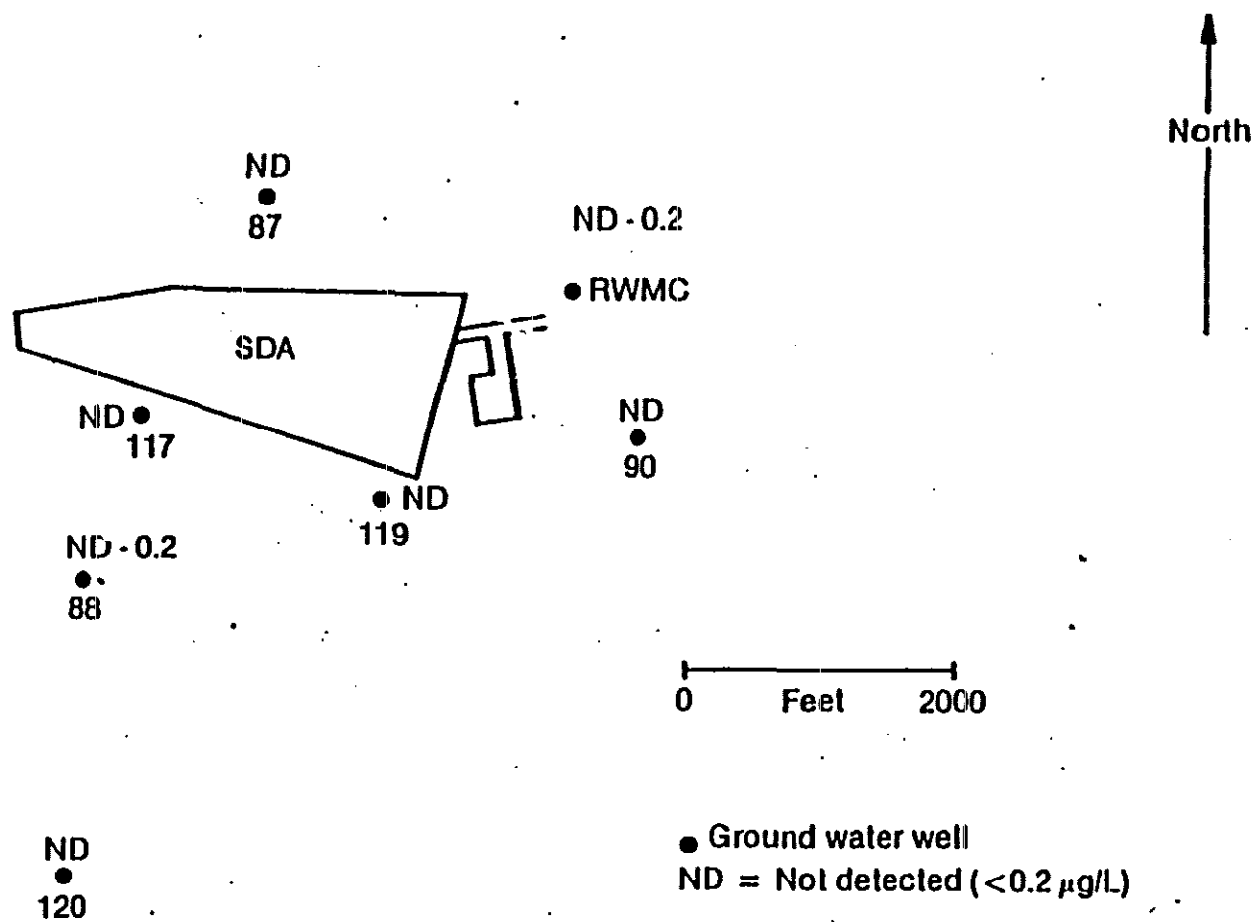 North
ND
87
ND - 0.2
RWMC
SDA
ND
117
ND
90
ND
119
ND - 0.2
88
0 Feet 2000
Ground water well
ND = Not detected (<0.2 µg/L)
ND
120